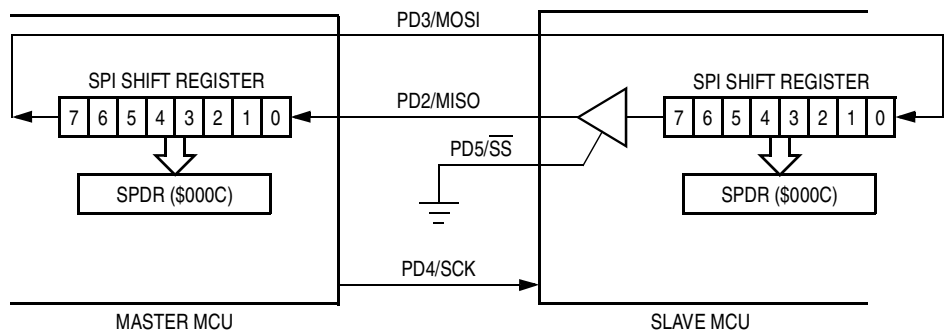 PD3/MOSI
SPI SHIFT REGISTER
7 6 5 4 3 2 1 0
SPDR ($000C)
PD2/MISO
PD5/SS
PD4/SCK
SPI SHIFT REGISTER
7 6 5 4 3 2 1 0
SPDR ($000C)
MASTER MCU
SLAVE MCU